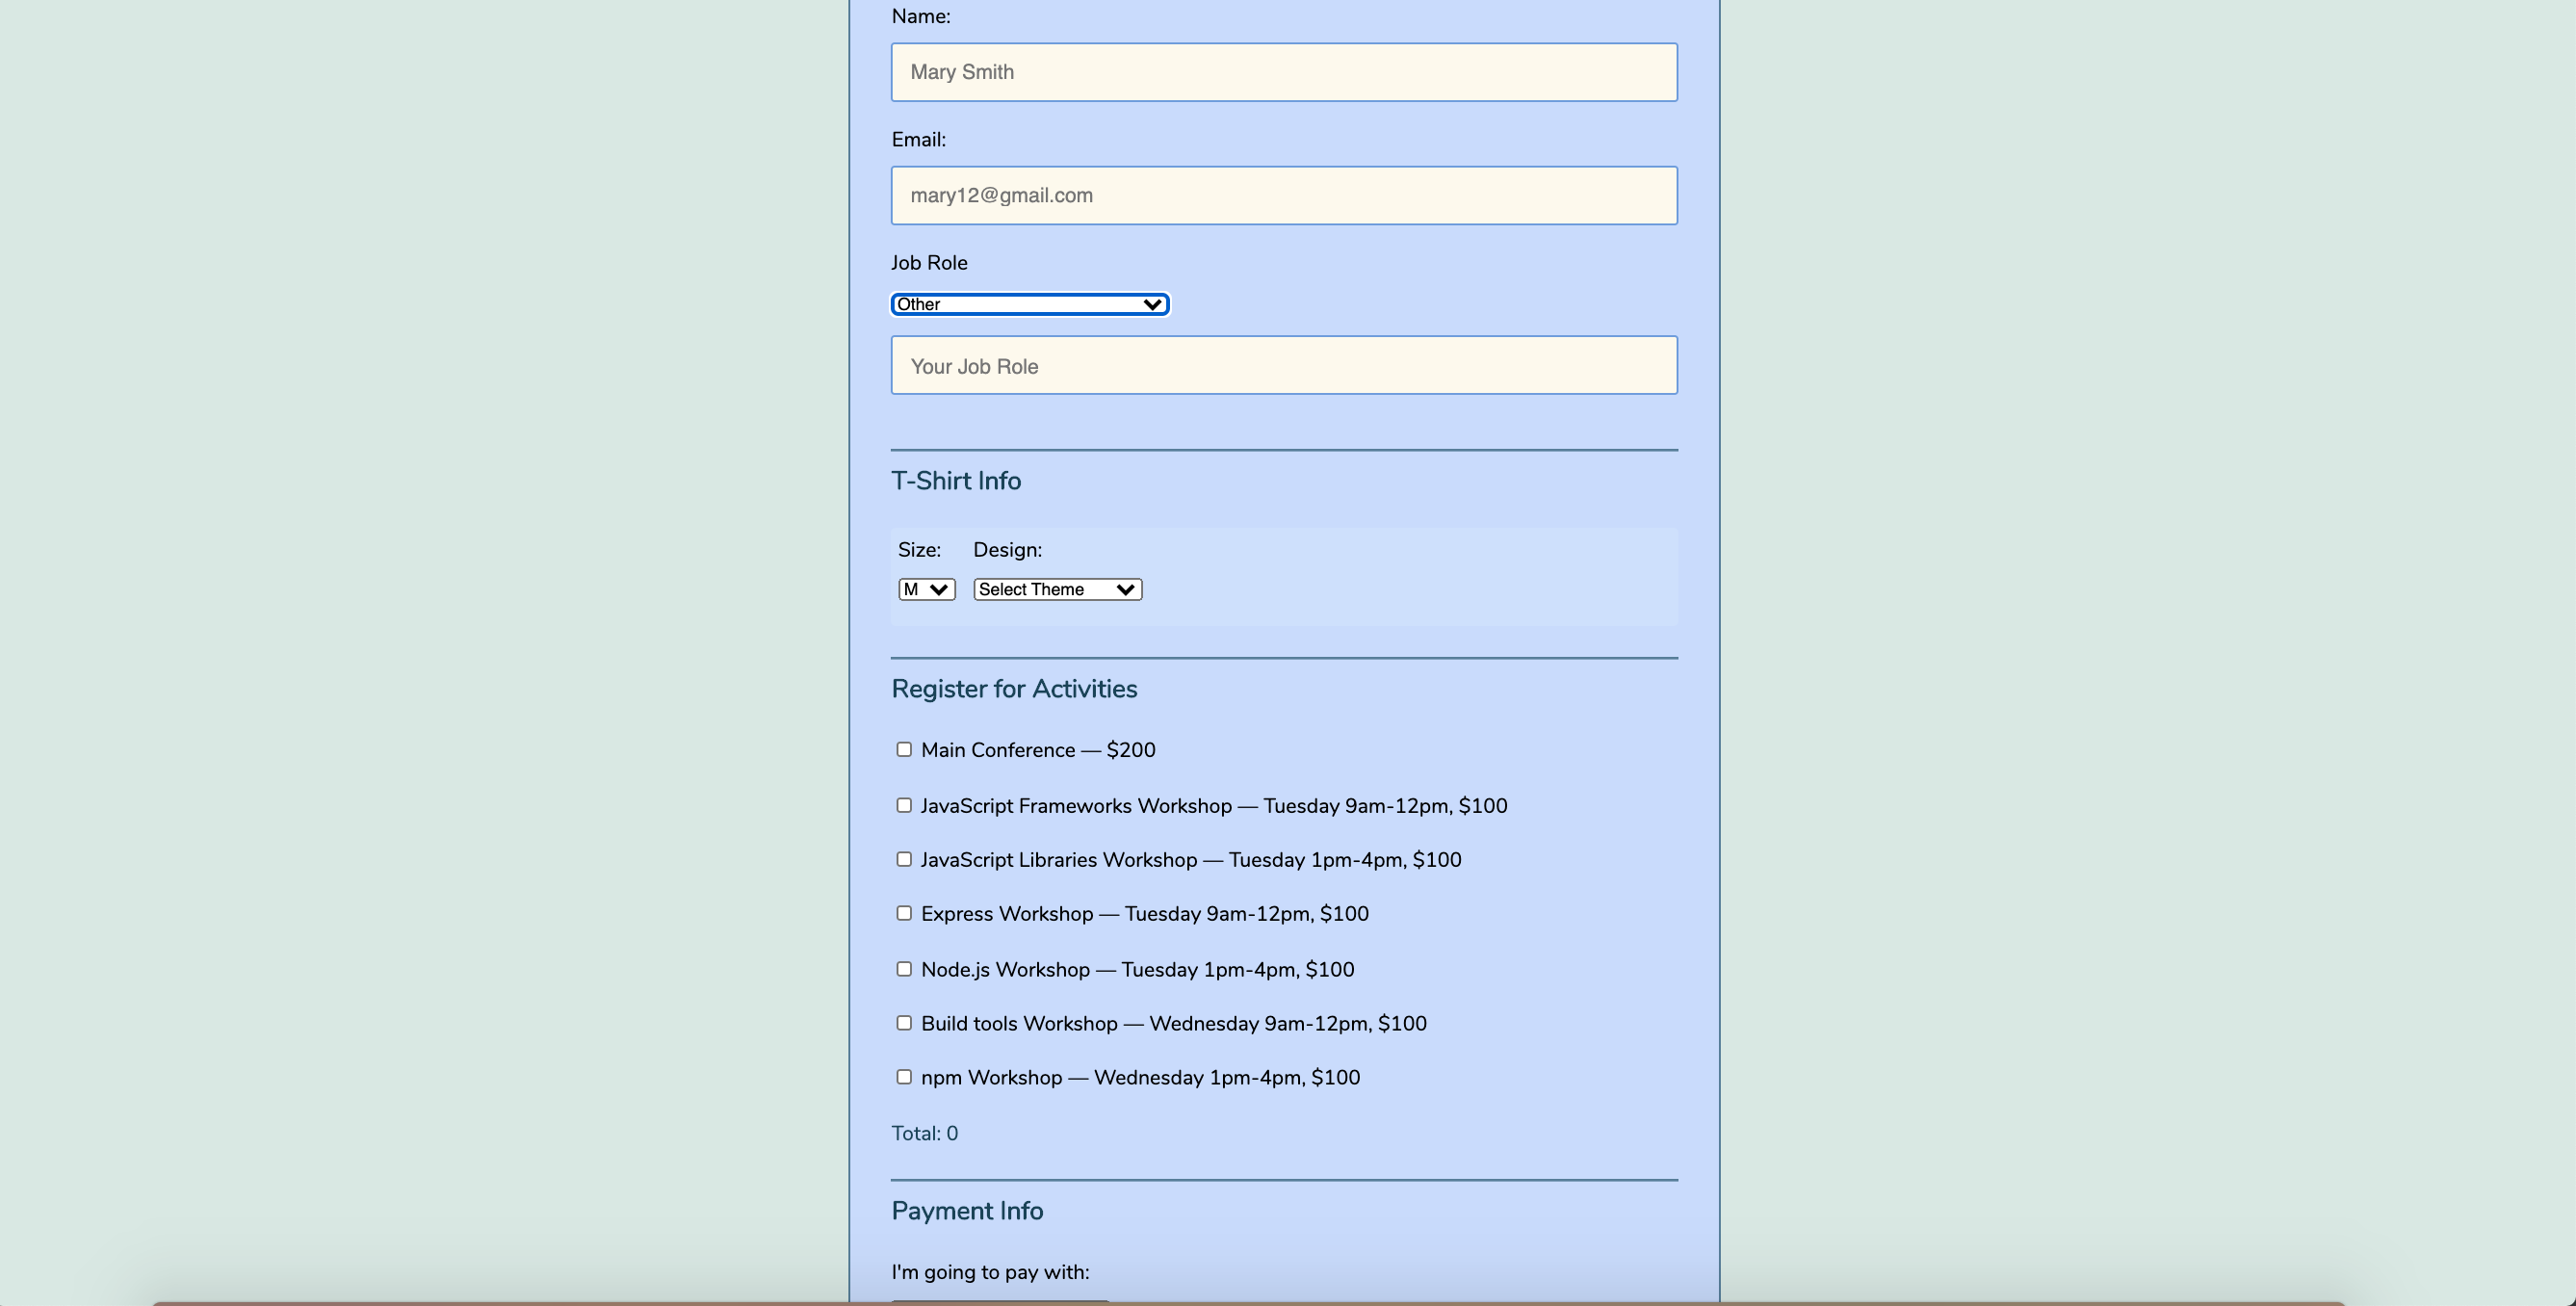 Name:
Mary Smith
Email:
mary12@gmail.com
Job Role
Other
Your Job Role
T-Shirt Info
Size: Design:
M Select Theme
Register for Activities
Main Conference — $200
JavaScript Frameworks Workshop — Tuesday 9am-12pm, $100
JavaScript Libraries Workshop — Tuesday 1pm-4pm, $100
Express Workshop — Tuesday 9am-12pm, $100
Node.js Workshop — Tuesday 1pm-4pm, $100
Build tools Workshop — Wednesday 9am-12pm, $100
npm Workshop — Wednesday 1pm-4pm, $100
Total: 0
Payment Info
I'm going to pay with: